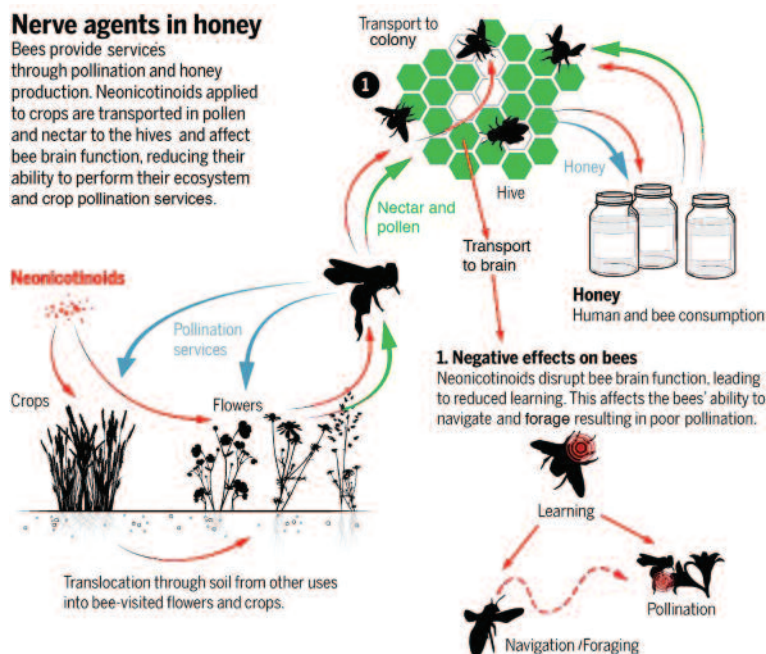 Nerve agents in honey
Bees provide services
through pollination and honey
production. Neonicotinoids applied
to crops are transported in pollen
and nectar to the hives and affect
bee brain function, reducing their
ability to perform their ecosystem
and crop pollination services.
Transport to
colony
1
Hive
Honey
Nectar and
pollen
Transport
to brain
Honey
Human and bee consumption
Neonicotinoids
Pollination
services
Crops
Flowers
Translocation through soil from other uses
into bee-visited flowers and crops.
1. Negative effects on bees
Neonicotinoids disrupt bee brain function, leading
to reduced learning. This affects the bees' ability to
navigate and forage resulting in poor pollination.
Learning
Pollination
Navigation /Foraging